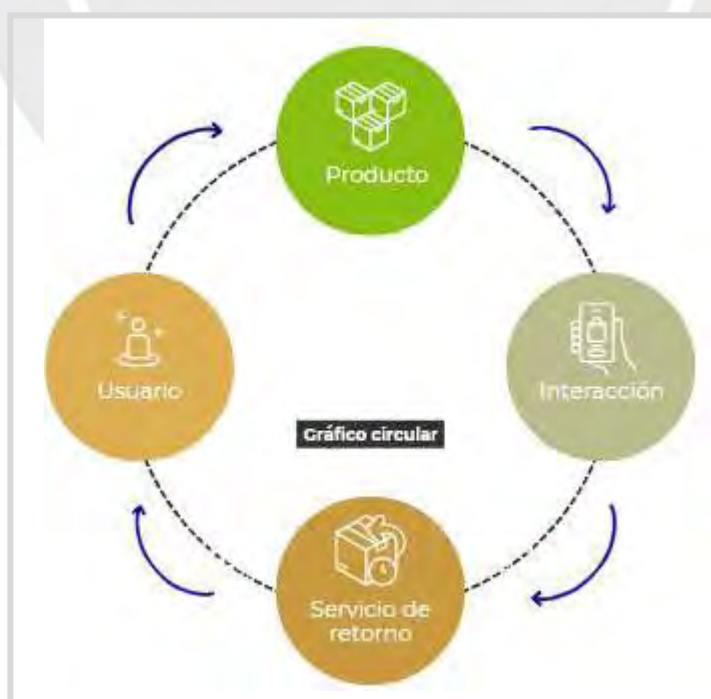 Producto
Usuario
Interacción
Gráfico circular
Servicio de
retorno